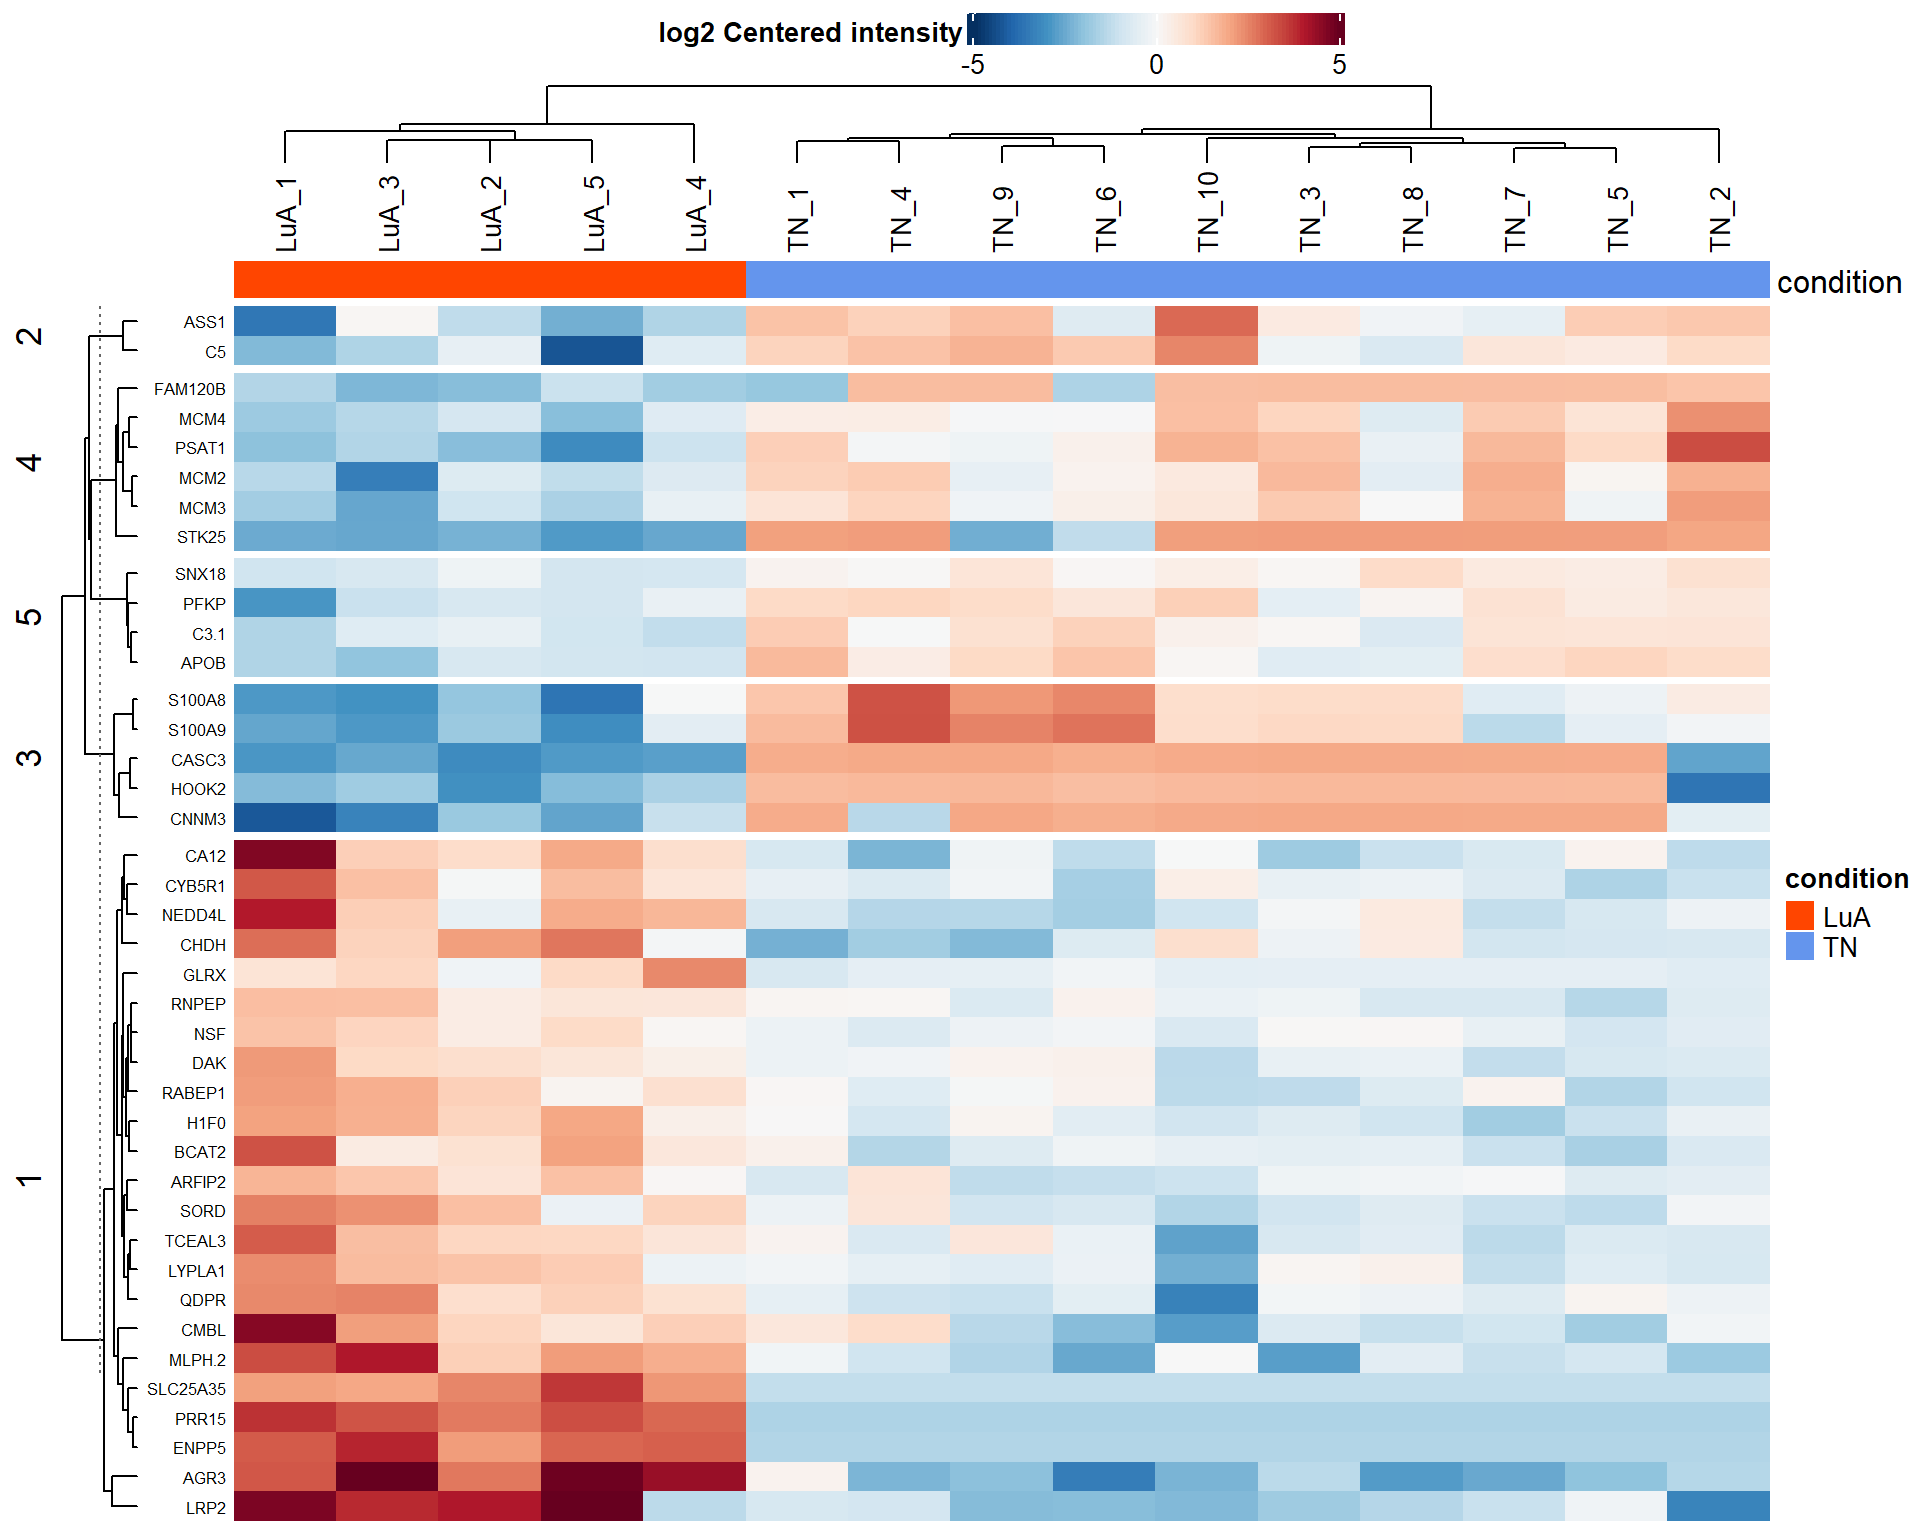 log2 Centered intensity
-5 0 5
LuA_1 LuA_3 LuA_2 LuA_5 LuA_4 TN_1 TN_4 TN_9 TN_6 TN_10 TN_3 TN_8 TN_7 TN_5 TN_2
condition
2
ASS1
C5
4
FAM120B
MCM4
PSAT1
MCM2
MCM3
STK25
5
SNX18
PFKP
C3.1
APOB
3
S100A8
S100A9
CASC3
HOOK2
CNNM3
1
CA12
CYB5R1
NEDD4L
CHDH
GLRX
RNPEP
NSF
DAK
RABEP1
H1F0
BCAT2
ARFIP2
SORD
TCEAL3
LYPLA1
QDPR
CMBL
MLPH.2
SLC25A35
PRR15
ENPP5
AGR3
LRP2
condition
LuA
TN